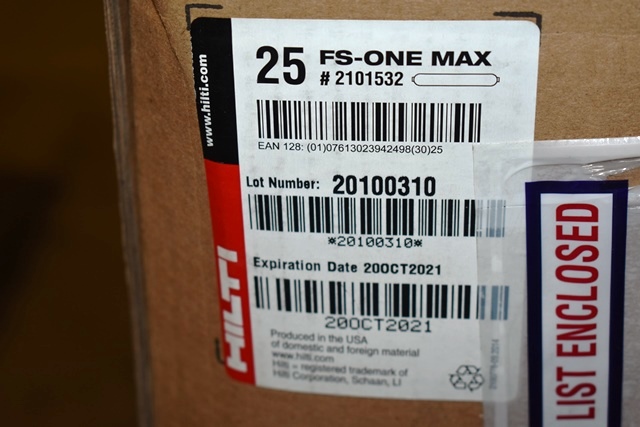 www.hilti.com
25 FS-ONE MAX
# 2101532
EAN 128: (01)07613023942498(30)25
Lot Number: 20100310
*20100310*
Expiration Date 20OCT2021
20OCT2021
Produced in the USA
of domestic and foreign material
www.hilti.com
Hilti = registered trademark of
Hilti Corporation, Schaan, LI
HILTI
LIST ENCLOSED